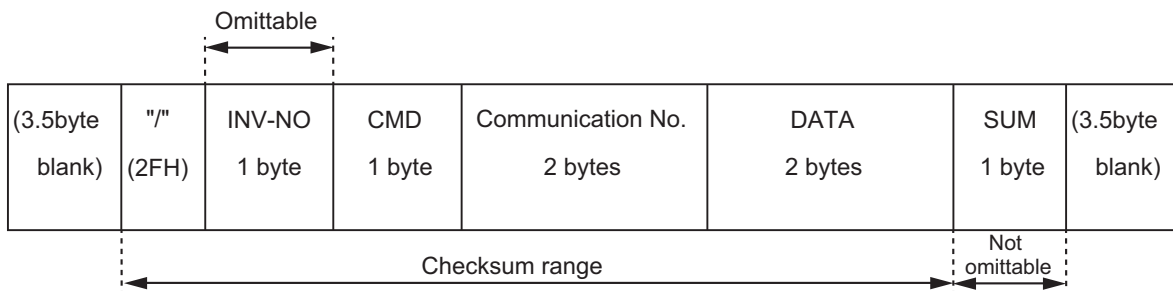 Omittable
(3.5byte "/" INV-NO CMD Communication No. DATA SUM (3.5byte
blank) (2FH) 1 byte 1 byte 2 bytes 2 bytes 1 byte blank)
Checksum range
Not
omittable